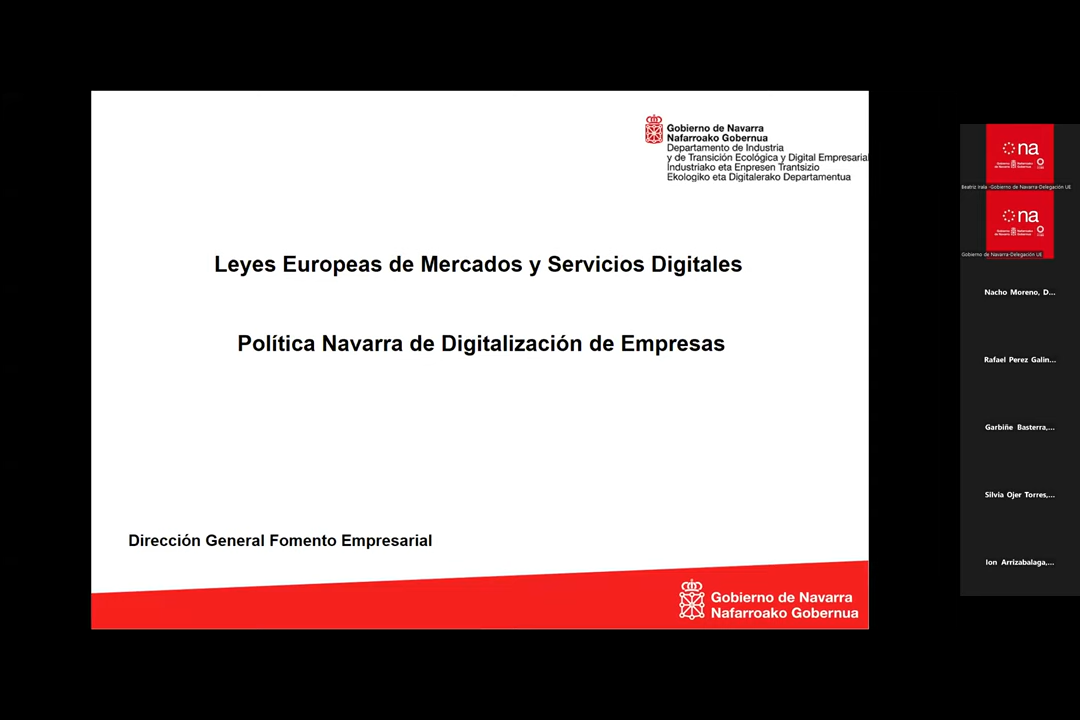 Gobierno de Navarra
Nafarroako Gobernua
Departamento de Industria
y de Transición Ecológica y Digital Empresarial
Industriako eta Enpresen Trantsizio
Ekologiko eta Digitalerako Departamentua
Leyes Europeas de Mercados y Servicios Digitales
Política Navarra de Digitalización de Empresas
Dirección General Fomento Empresarial
Gobierno de Navarra
Nafarroako Gobernua
na
Beatriz Irala -Gobierno de Navarra-Delegación UE
na
Gobierno de Navarra-Delegación UE
Nacho Moreno, D...
Rafael Perez Galin...
Garbiñe Basterra,...
Silvia Ojer Torres,...
Ion Arrizabalaga,...